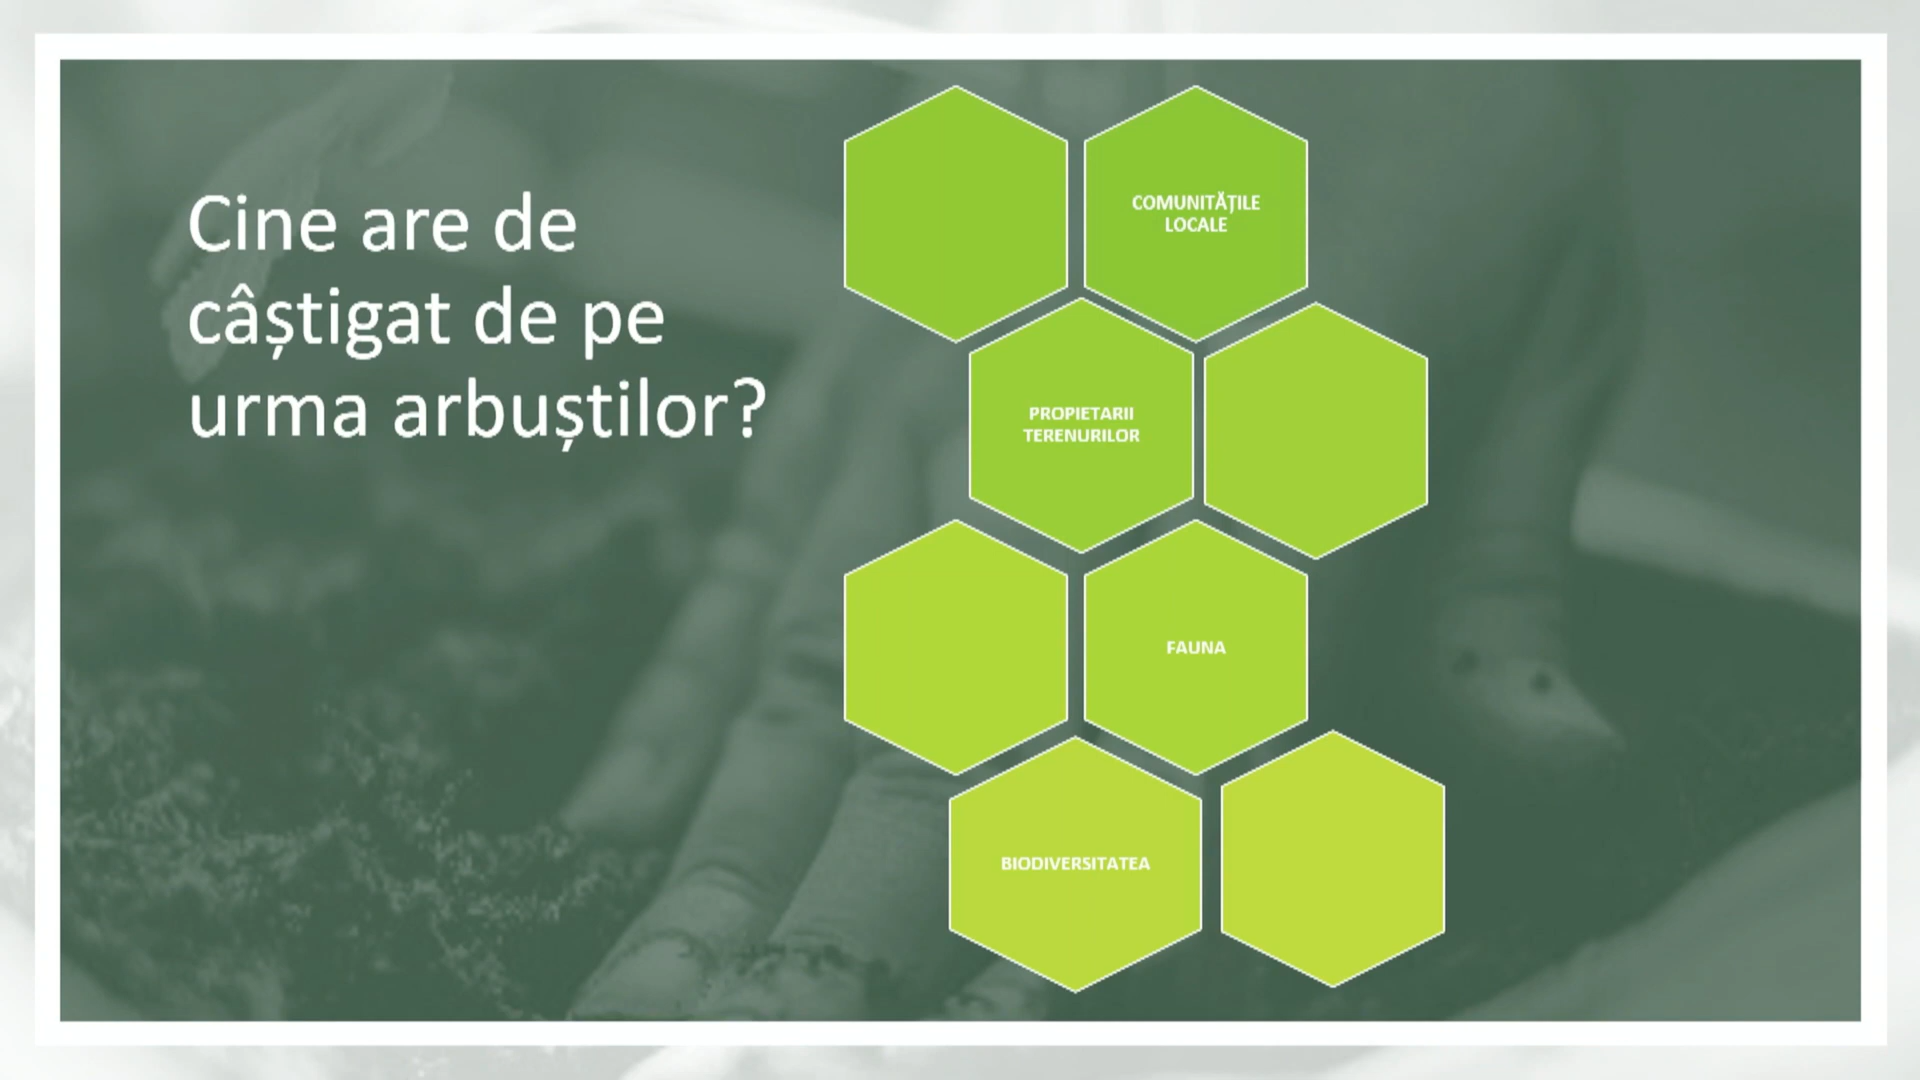 Cine are de
câștigat de pe
urma arbuștilor?
COMUNITĂȚILE
LOCALE
PROPIETARII
TERENURILOR
FAUNA
BIODIVERSITATEA